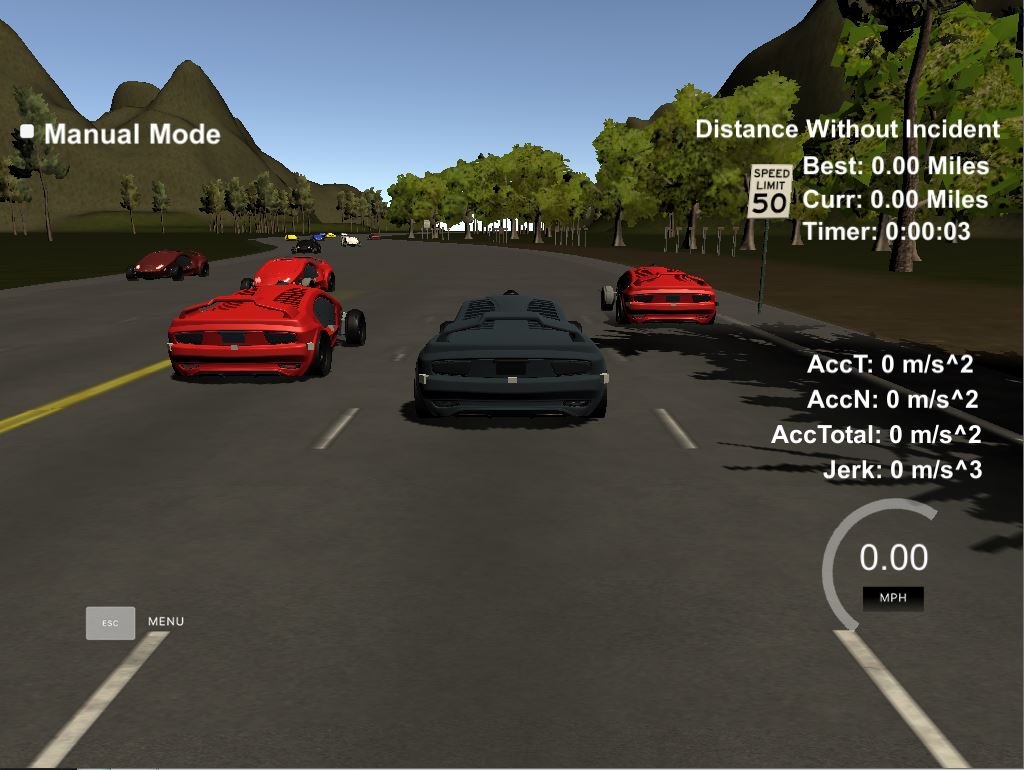 Manual Mode
Distance Without Incident
Best: 0.00 Miles
Curr: 0.00 Miles
Timer: 0:00:03
SPEED
LIMIT
50
AccT: 0 m/s^2
AccN: 0 m/s^2
AccTotal: 0 m/s^2
Jerk: 0 m/s^3
0.00
MPH
ESC MENU